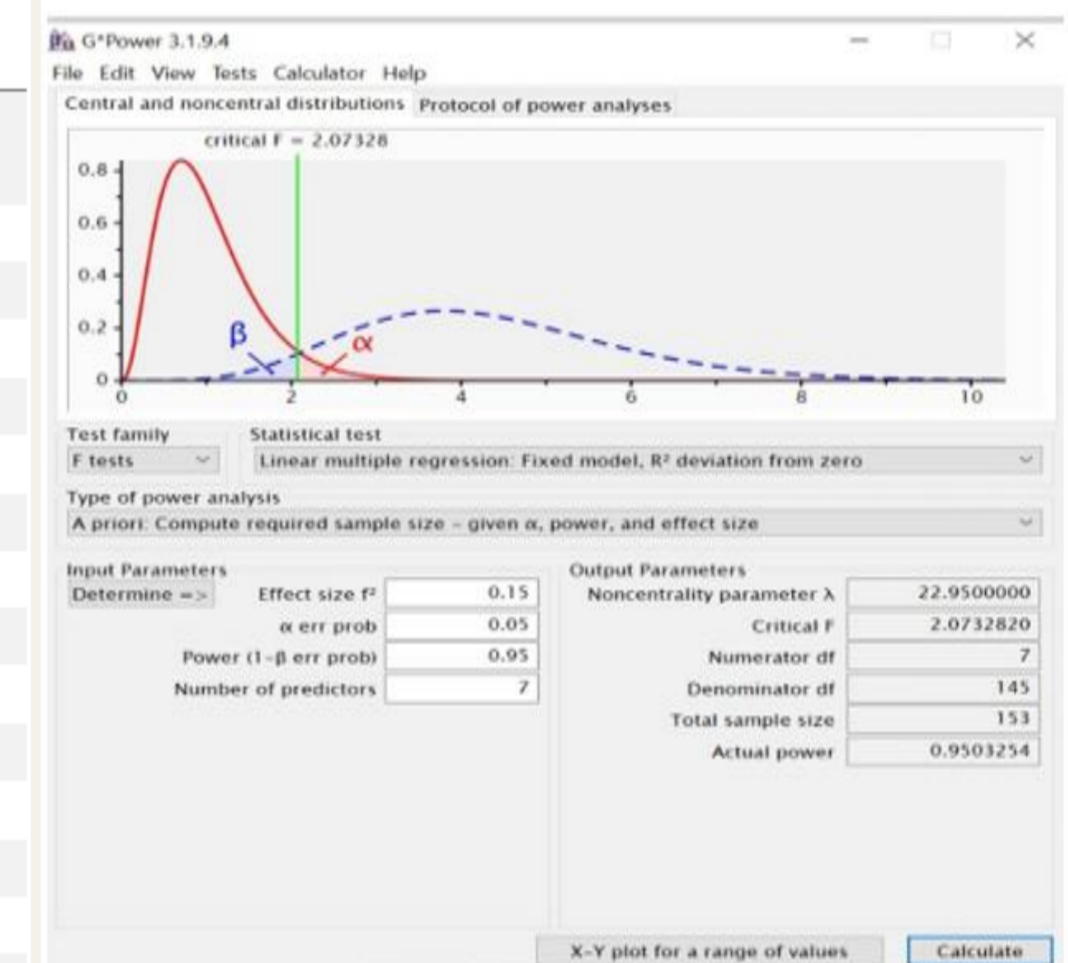 G*Power 3.1.9.4
File Edit View Tests Calculator Help
Central and noncentral distributions Protocol of power analyses
critical F = 2.07328
0.8
0.6
0.4
0.2
0
β
α
0 2 4 6 8 10
Test family Statistical test
F tests Linear multiple regression: Fixed model, R² deviation from zero
Type of power analysis
A priori: Compute required sample size – given α, power, and effect size
Input Parameters Output Parameters
Determine => Effect size f² 0.15 Noncentrality parameter λ 22.9500000
α err prob 0.05 Critical F 2.0732820
Power (1-β err prob) 0.95 Numerator df 7
Number of predictors 7 Denominator df 145
Total sample size 153
Actual power 0.9503254
X-Y plot for a range of values Calculate